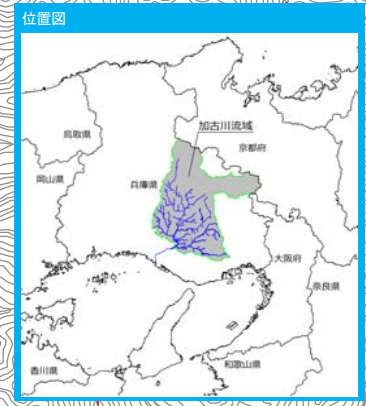 位置図
加古川流域
鳥取県
京都府
岡山県
兵庫県
大阪府
奈良県
香川県
和歌山県